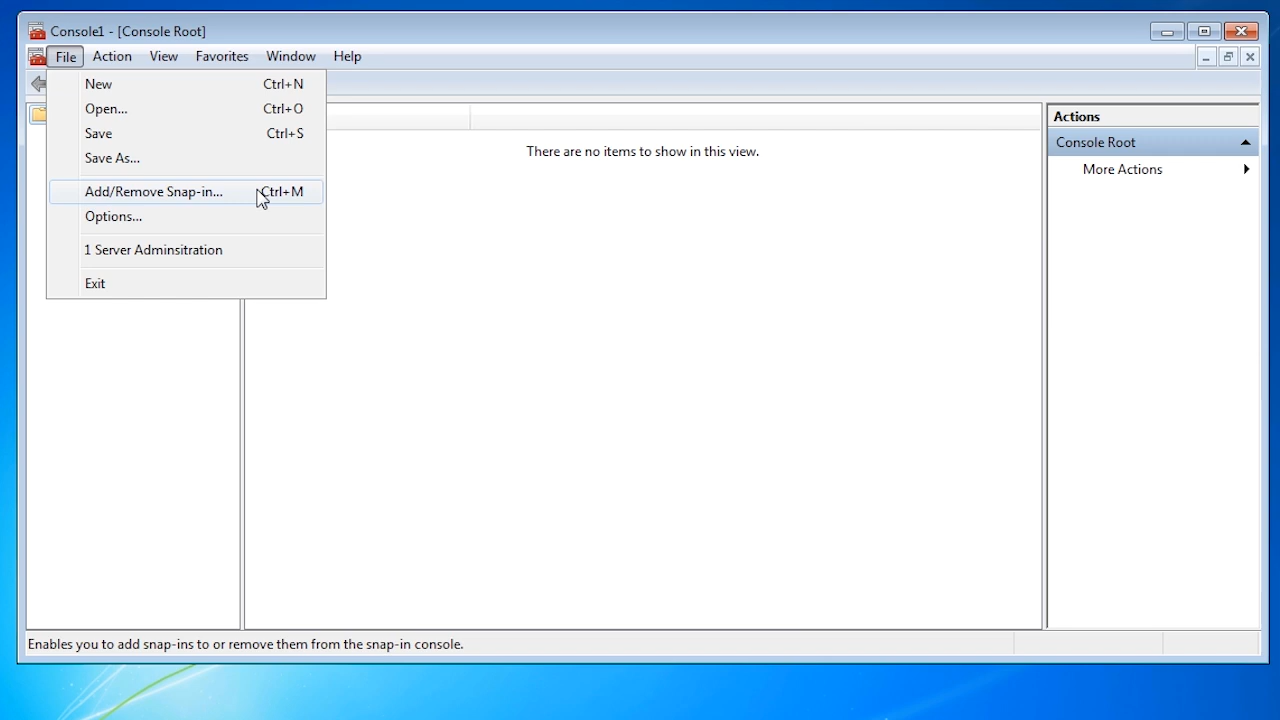 Console1 - [Console Root]
File Action View Favorites Window Help
New Ctrl+N
Open... Ctrl+O
Save Ctrl+S
Save As...
Add/Remove Snap-in... Ctrl+M
Options...
1 Server Adminsitration
Exit
There are no items to show in this view.
Actions
Console Root
More Actions
Enables you to add snap-ins to or remove them from the snap-in console.